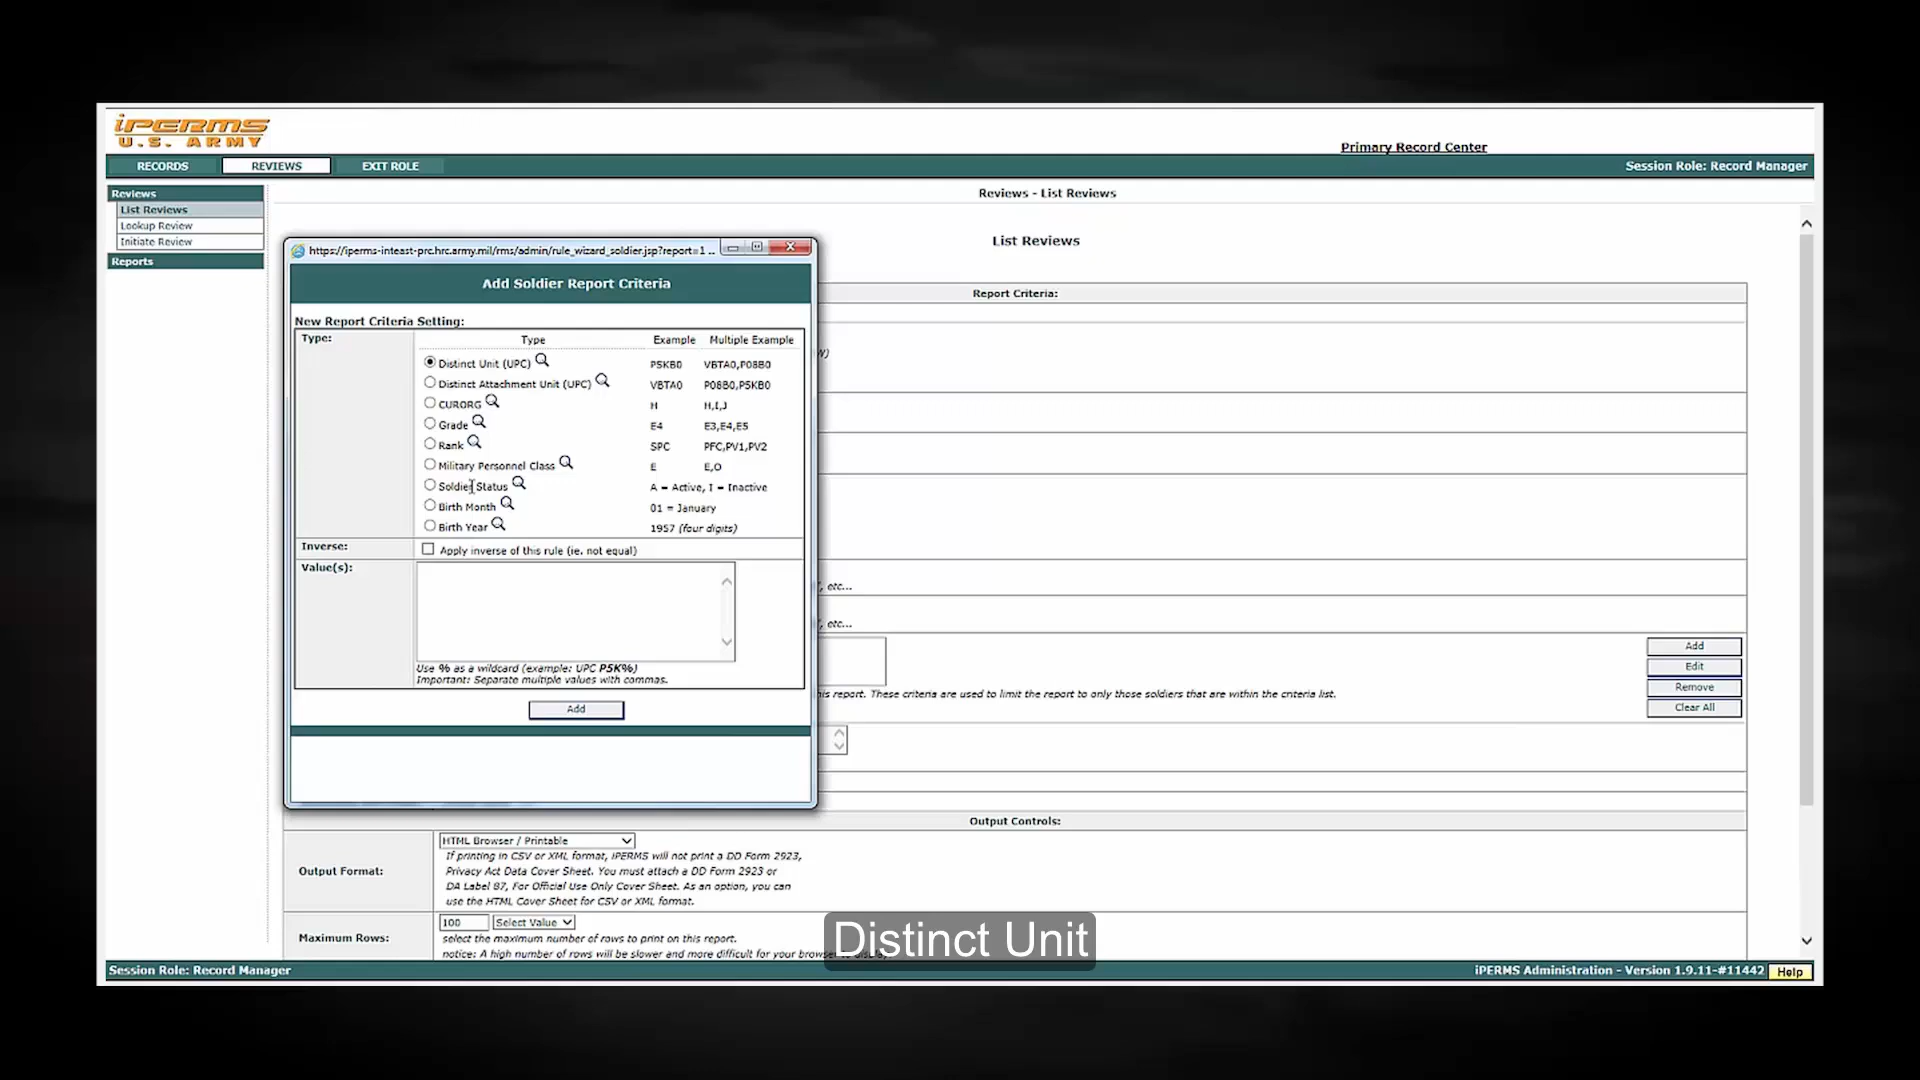 iPERMS
U.S. ARMY
Primary Record Center
RECORDS
REVIEWS
EXIT ROLE
Session Role: Record Manager
Reviews
List Reviews
Lookup Review
Initiate Review
Reports
Reviews - List Reviews
List Reviews
Report Criteria:
https://iperms-inteast-prc.hrc.army.mil/rms/admin/rule_wizard_soldier.jsp?report=1 ..
Add Soldier Report Criteria
New Report Criteria Setting:
Type:
Type Example Multiple Example
Distinct Unit (UPC) P5KB0 VBTA0,P08B0
Distinct Attachment Unit (UPC) VBTA0 P08B0,P5KB0
CURORG H H,I,J
Grade E4 E3,E4,E5
Rank SPC PFC,PV1,PV2
Military Personnel Class E E,O
Soldier Status A = Active, I = Inactive
Birth Month 01 = January
Birth Year 1957 (four digits)
Inverse: Apply inverse of this rule (ie. not equal)
Value(s):
Use % as a wildcard (example: UPC P5K%)
Important: Separate multiple values with commas.
Add
, etc...
, etc...
Add
Edit
Remove
Clear All
his report. These criteria are used to limit the report to only those soldiers that are within the criteria list.
Output Controls:
Output Format:
HTML Browser / Printable
If printing in CSV or XML format, iPERMS will not print a DD Form 2923,
Privacy Act Data Cover Sheet. You must attach a DD Form 2923 or
DA Label 87, For Official Use Only Cover Sheet. As an option, you can
use the HTML Cover Sheet for CSV or XML format.
Maximum Rows:
100 Select Value
select the maximum number of rows to print on this report.
notice: A high number of rows will be slower and more difficult for your browser
Distinct Unit
Session Role: Record Manager
iPERMS Administration - Version 1.9.11-#11442
Help